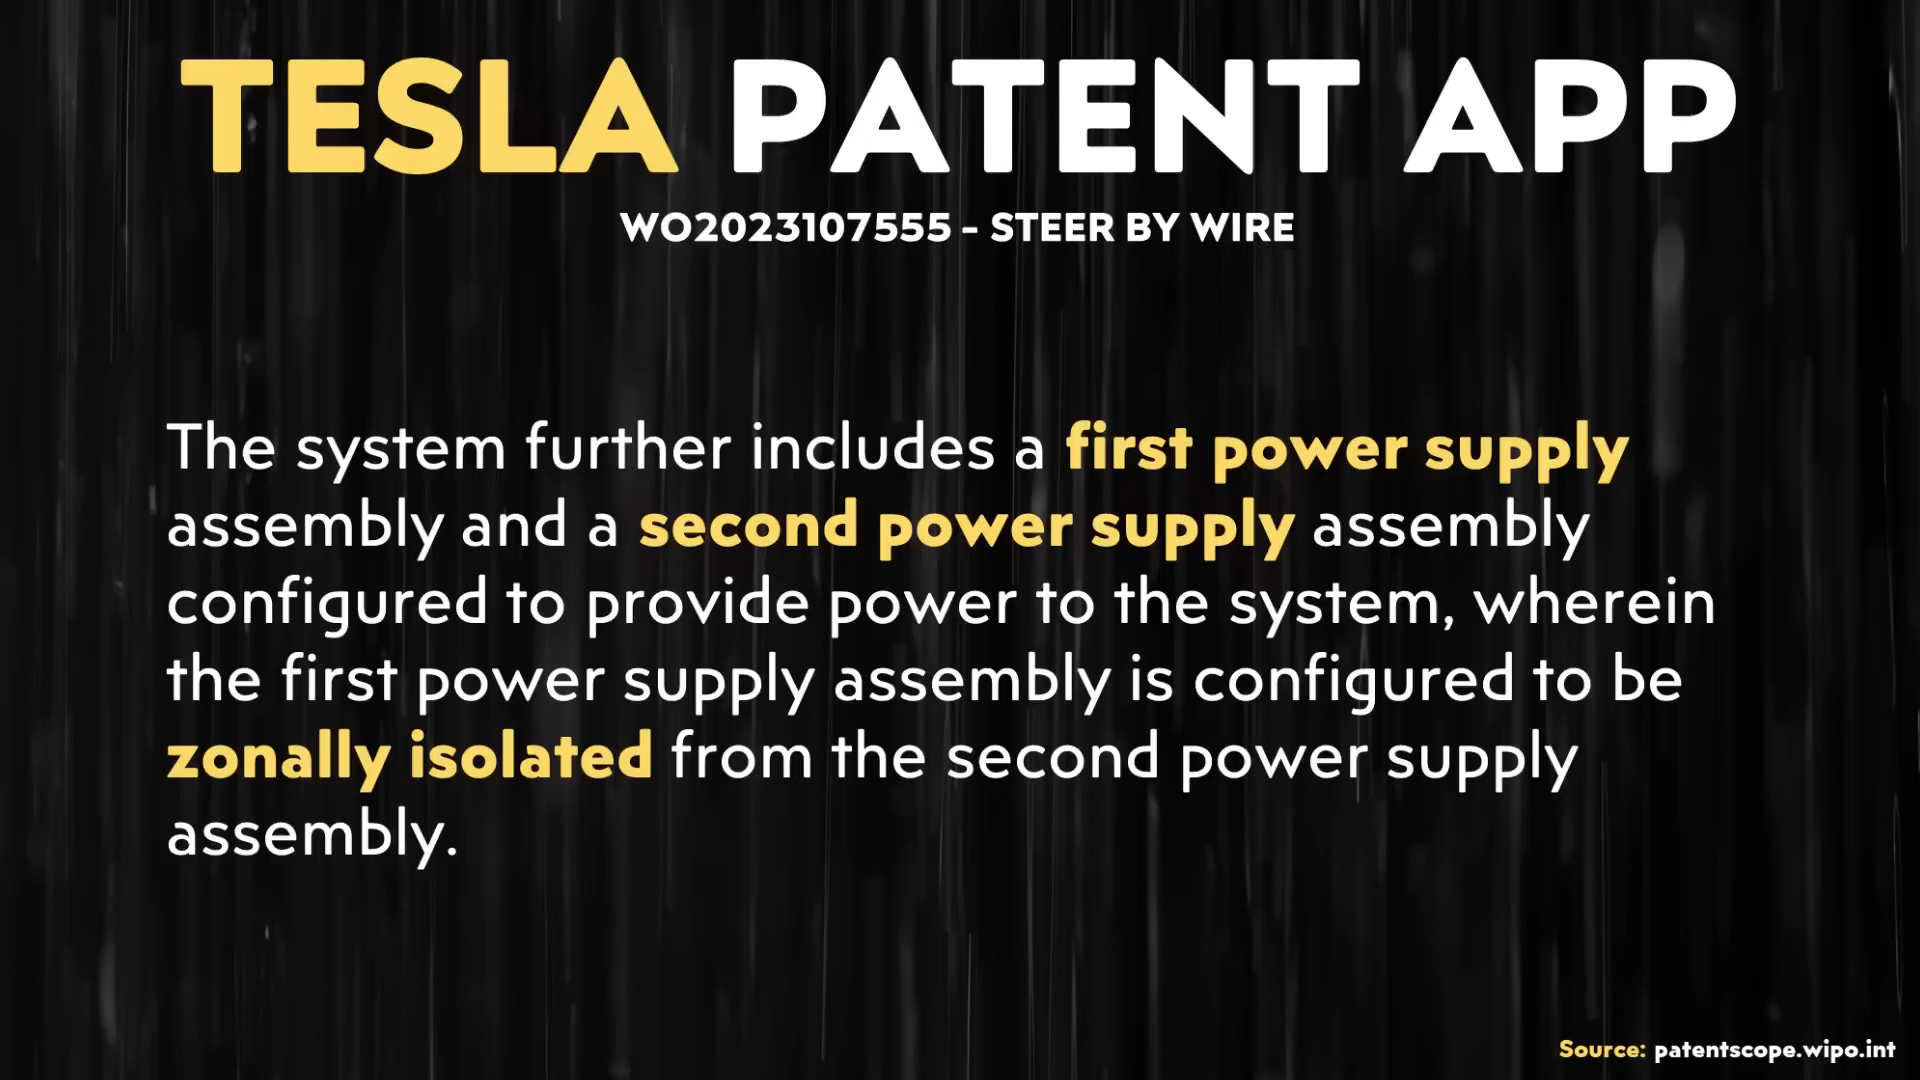 TESLA PATENT APP
WO2023107555 - STEER BY WIRE
The system further includes a first power supply
assembly and a second power supply assembly
configured to provide power to the system, wherein
the first power supply assembly is configured to be
zonally isolated from the second power supply
assembly.
Source: patentscope.wipo.int